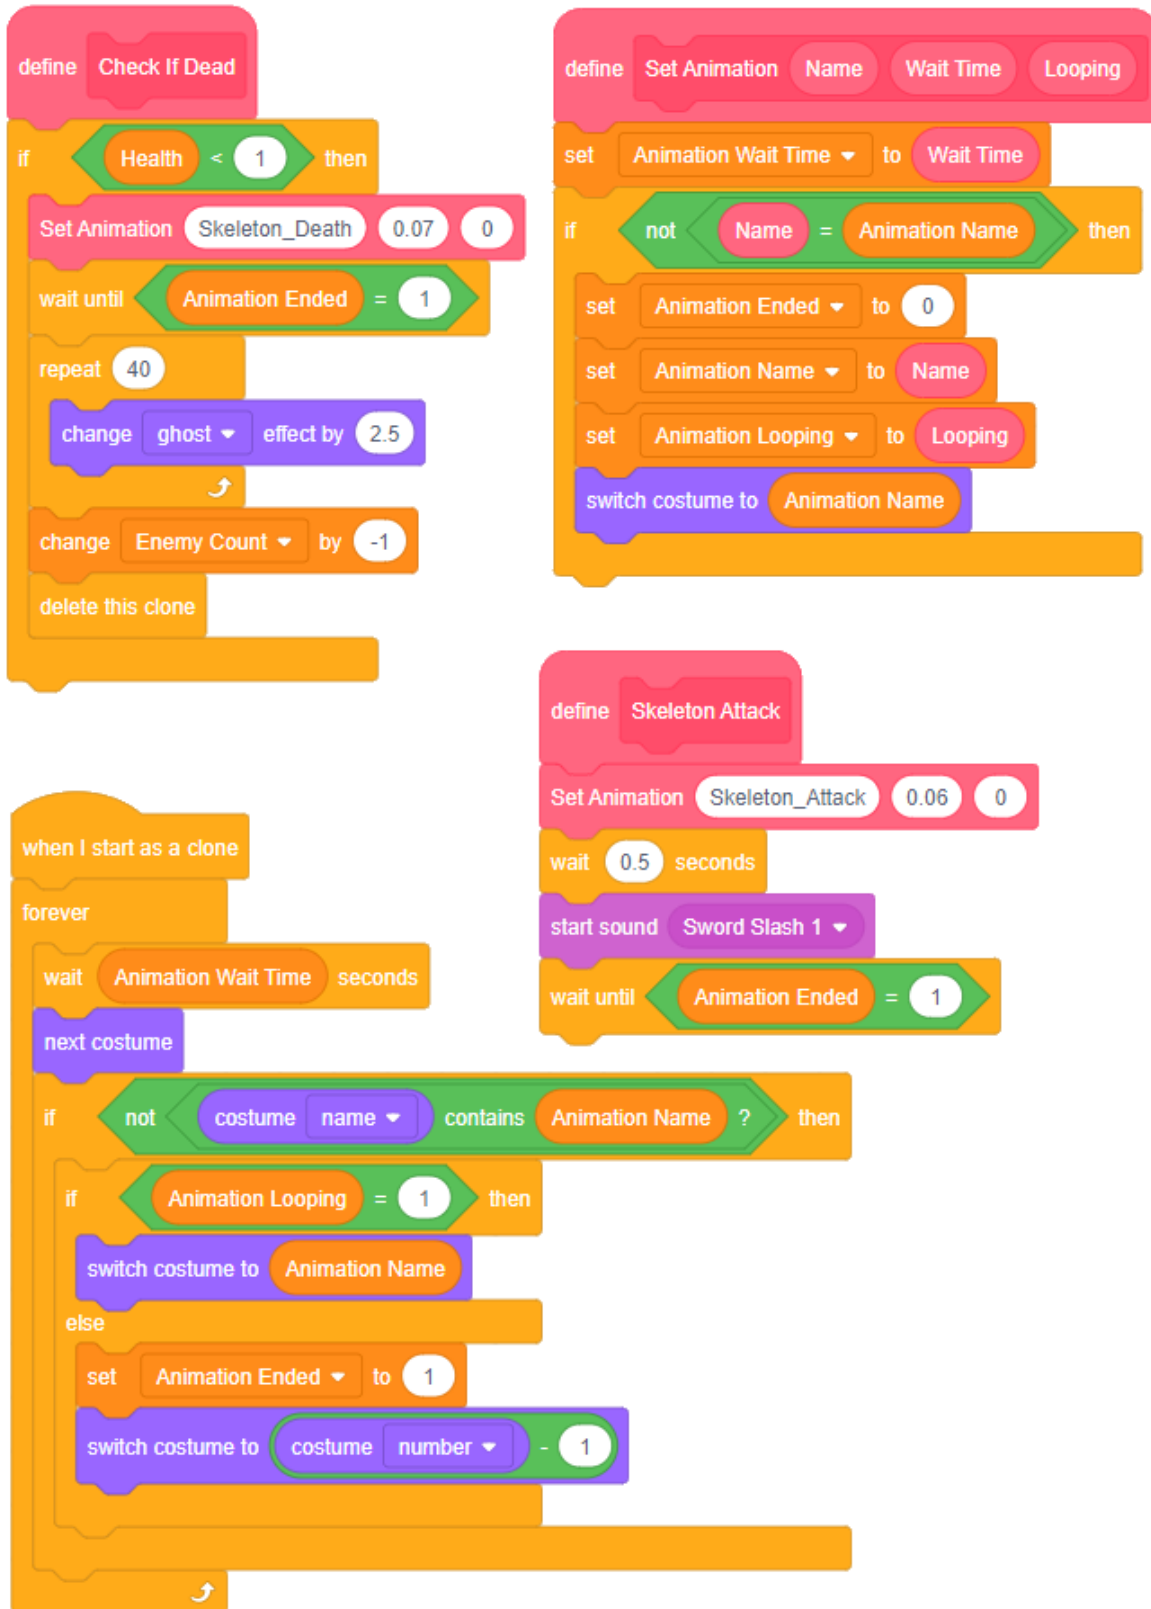 define Check If Dead
if Health < 1 then
Set Animation Skeleton_Death 0.07 0
wait until Animation Ended = 1
repeat 40
change ghost effect by 2.5
change Enemy Count by -1
delete this clone
define Set Animation Name Wait Time Looping
set Animation Wait Time to Wait Time
if not Name = Animation Name then
set Animation Ended to 0
set Animation Name to Name
set Animation Looping to Looping
switch costume to Animation Name
define Skeleton Attack
Set Animation Skeleton_Attack 0.06 0
wait 0.5 seconds
start sound Sword Slash 1
wait until Animation Ended = 1
when I start as a clone
forever
wait Animation Wait Time seconds
next costume
if not costume name contains Animation Name ? then
if Animation Looping = 1 then
switch costume to Animation Name
else
set Animation Ended to 1
switch costume to costume number - 1